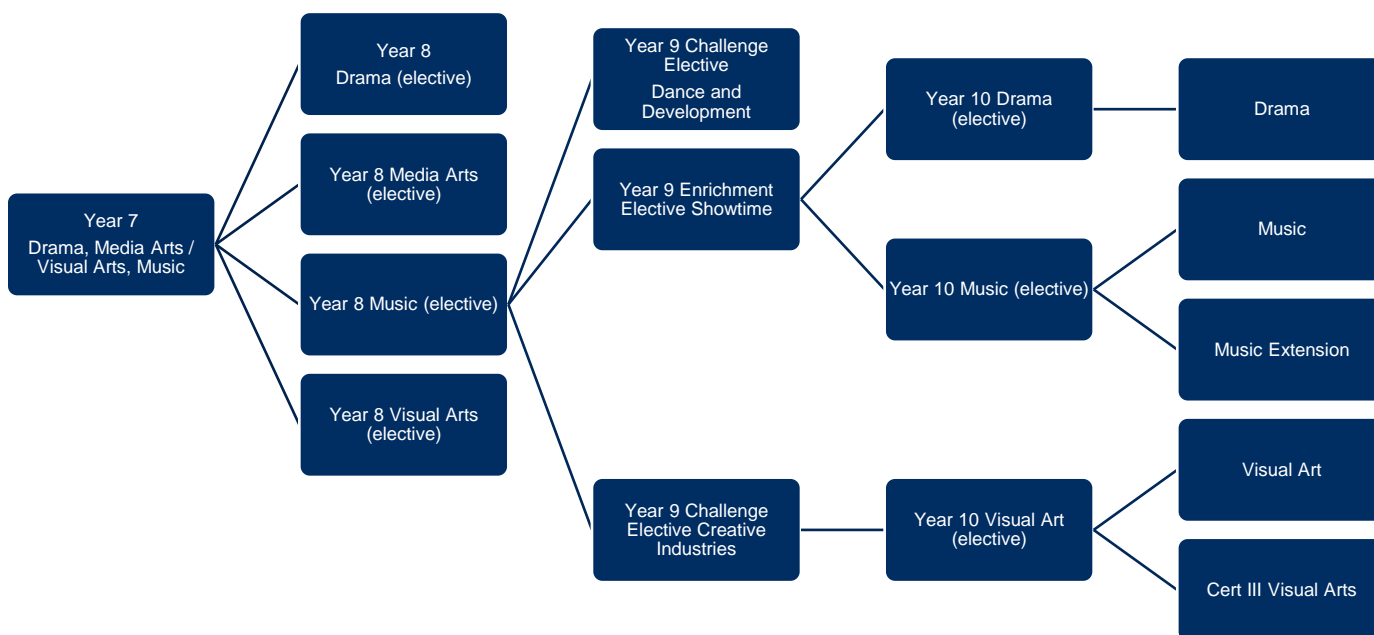 Year 7
Drama, Media Arts /
Visual Arts, Music
Year 8
Drama (elective)
Year 8 Media Arts
(elective)
Year 8 Music (elective)
Year 8 Visual Arts
(elective)
Year 9 Challenge
Elective
Dance and
Development
Year 9 Enrichment
Elective Showtime
Year 9 Challenge
Elective Creative
Industries
Year 10 Drama
(elective)
Year 10 Music (elective)
Year 10 Visual Art
(elective)
Drama
Music
Music Extension
Visual Art
Cert III Visual Arts